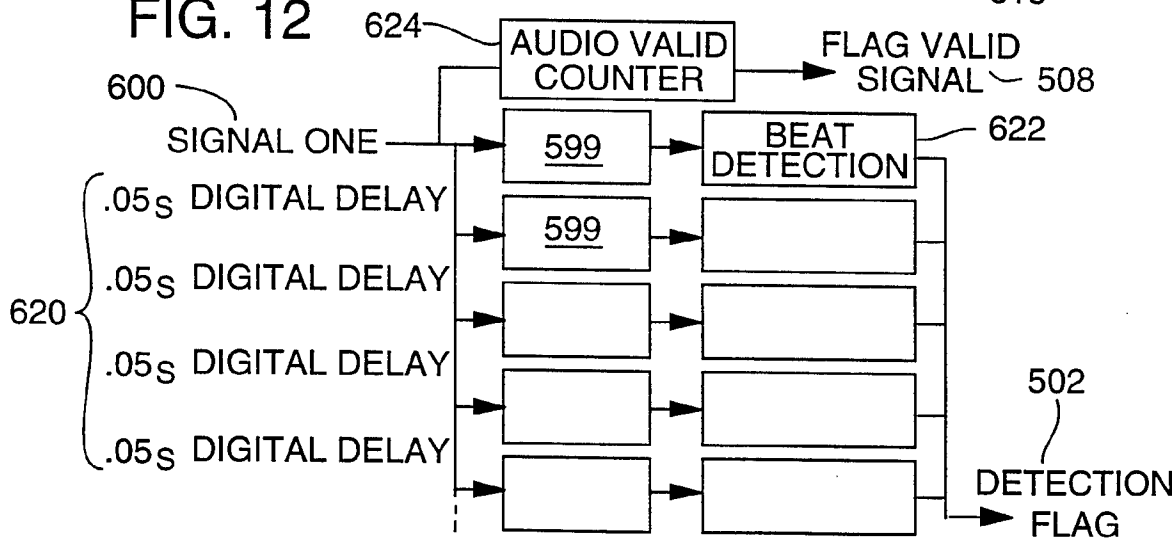 FIG. 12
624
AUDIO VALID
COUNTER
FLAG VALID
SIGNAL
508
600
SIGNAL ONE
599
BEAT
DETECTION
622
.05s DIGITAL DELAY
599
.05s DIGITAL DELAY
620
.05s DIGITAL DELAY
.05s DIGITAL DELAY
502
DETECTION
FLAG